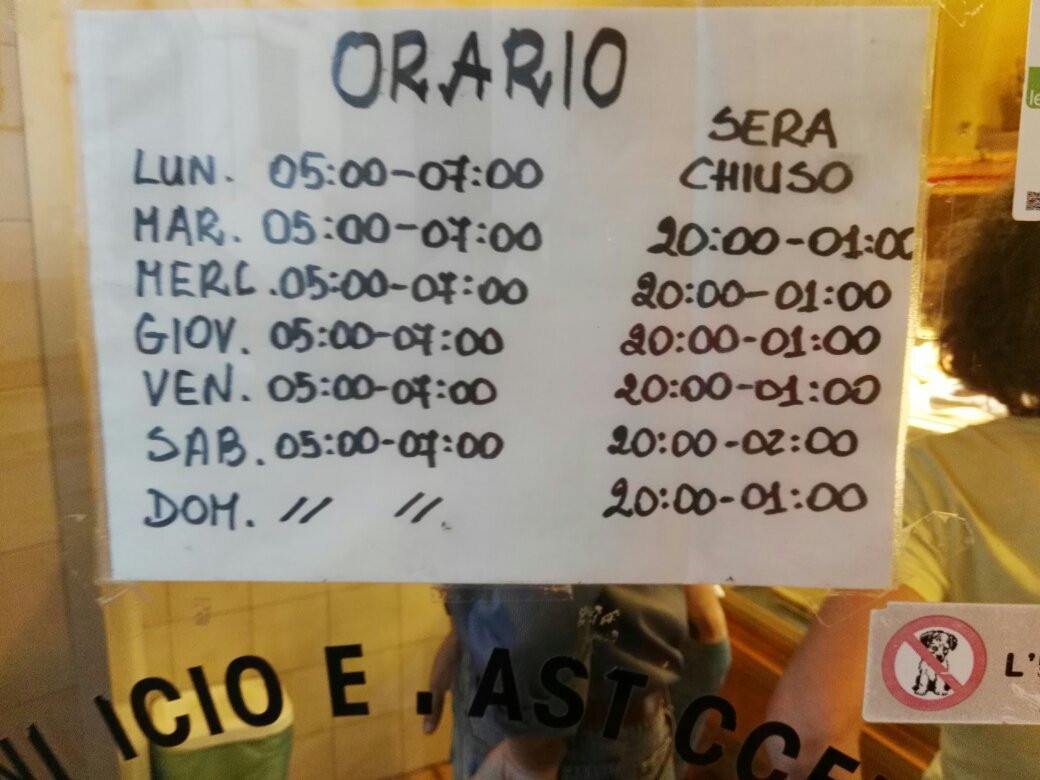 ORARIO
SERA
LUN. 05:00-07:00 CHIUSO
MAR. 05:00-07:00 20:00-01:00
MERC. 05:00-07:00 20:00-01:00
GIOV. 05:00-07:00 20:00-01:00
VEN. 05:00-07:00 20:00-01:00
SAB. 05:00-07:00 20:00-02:00
DOM. // //. 20:00-01:00
ICIO E. AST CCE
L'